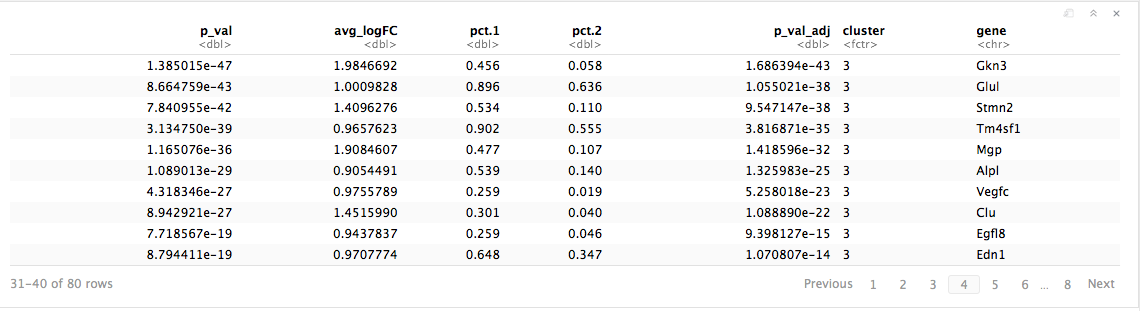 p_val avg_logFC pct.1 pct.2 p_val_adj cluster gene
<dbl> <dbl> <dbl> <dbl> <dbl> <fctr> <chr>
1.385015e-47 1.9846692 0.456 0.058 1.686394e-43 3 Gkn3
8.664759e-43 1.0009828 0.896 0.636 1.055021e-38 3 Glul
7.840955e-42 1.4096276 0.534 0.110 9.547147e-38 3 Stmn2
3.134750e-39 0.9657623 0.902 0.555 3.816871e-35 3 Tm4sf1
1.165076e-36 1.9084607 0.477 0.107 1.418596e-32 3 Mgp
1.089013e-29 0.9054491 0.539 0.140 1.325983e-25 3 Alpl
4.318346e-27 0.9755789 0.259 0.019 5.258018e-23 3 Vegfc
8.942921e-27 1.4515990 0.301 0.040 1.088890e-22 3 Clu
7.718567e-19 0.9437837 0.259 0.046 9.398127e-15 3 Egfl8
8.794411e-19 0.9707774 0.648 0.347 1.070807e-14 3 Edn1
31-40 of 80 rows Previous 1 2 3 4 5 6 ... 8 Next